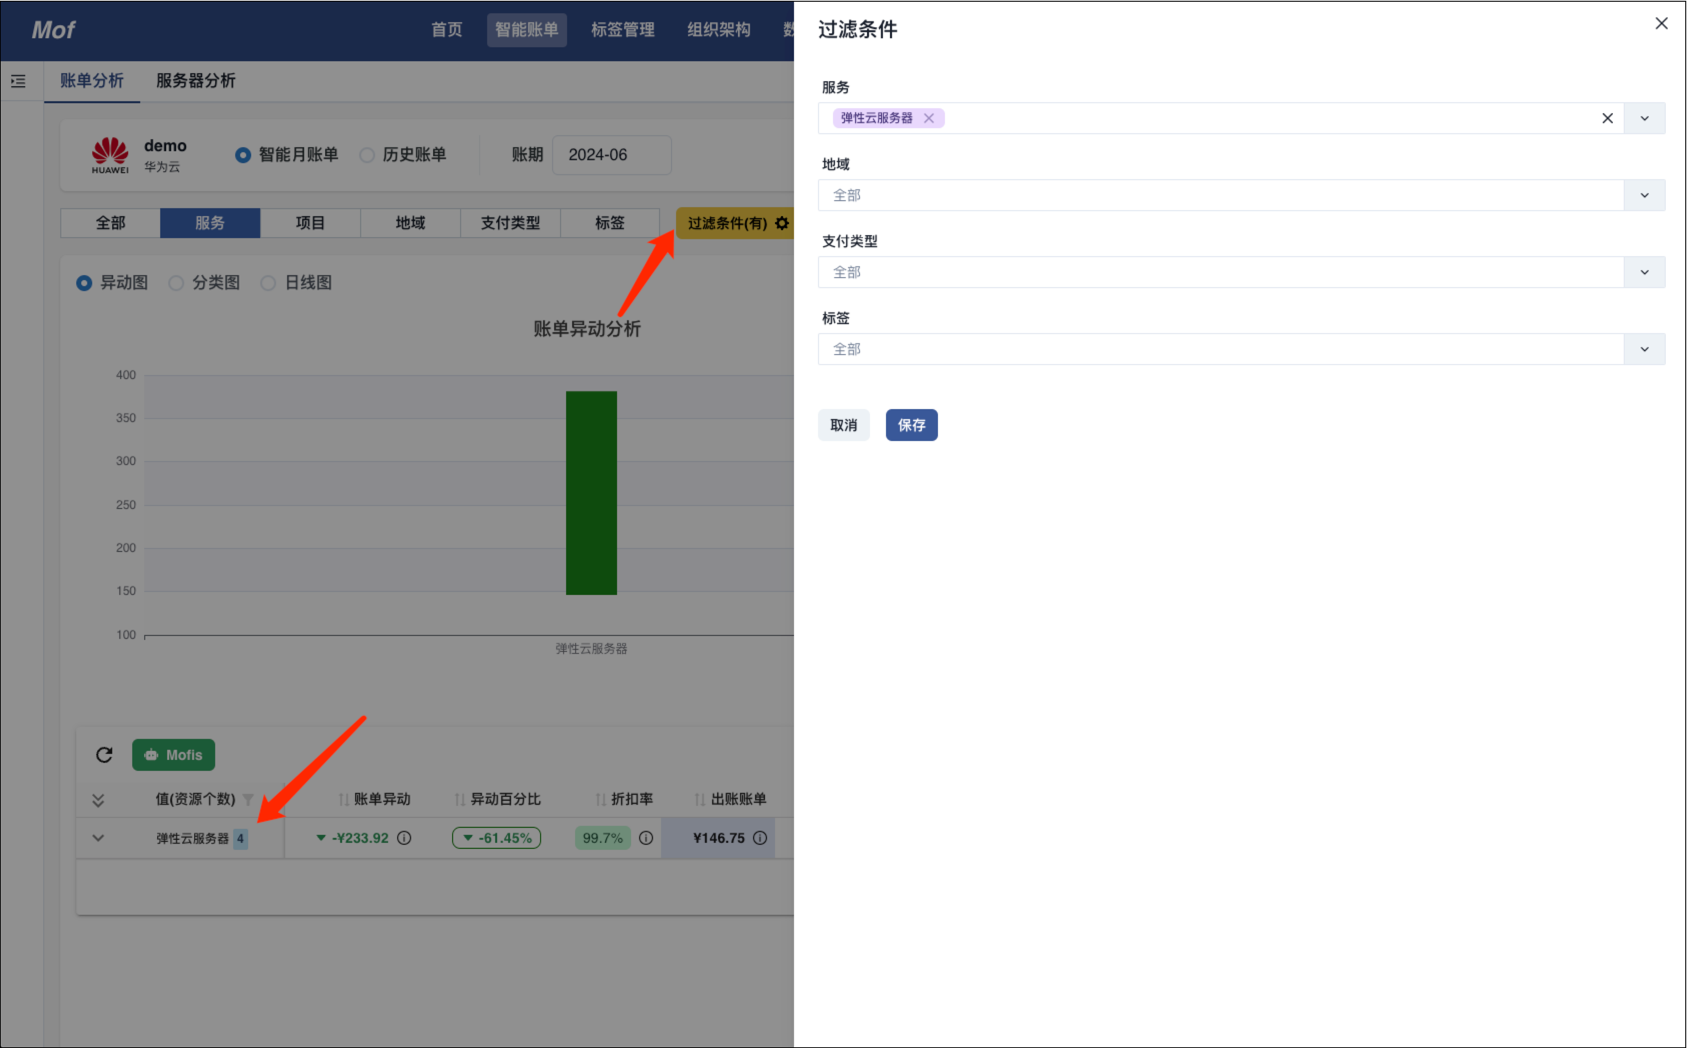 Mof
首页 智能账单 标签管理 组织架构 数
账单分析 服务器分析
HUAWEI
demo
华为云
智能月账单 历史账单
账期 2024-06
全部 服务 项目 地域 支付类型 标签 过滤条件(有)
异动图 分类图 日线图
账单异动分析
400
350
300
250
200
150
100
弹性云服务器
Mofis
值(资源个数) 账单异动 异动百分比 折扣率 出账账单
弹性云服务器 4 -¥233.92 -61.45% 99.7% ¥146.75
过滤条件
服务
弹性云服务器
地域
全部
支付类型
全部
标签
全部
取消 保存